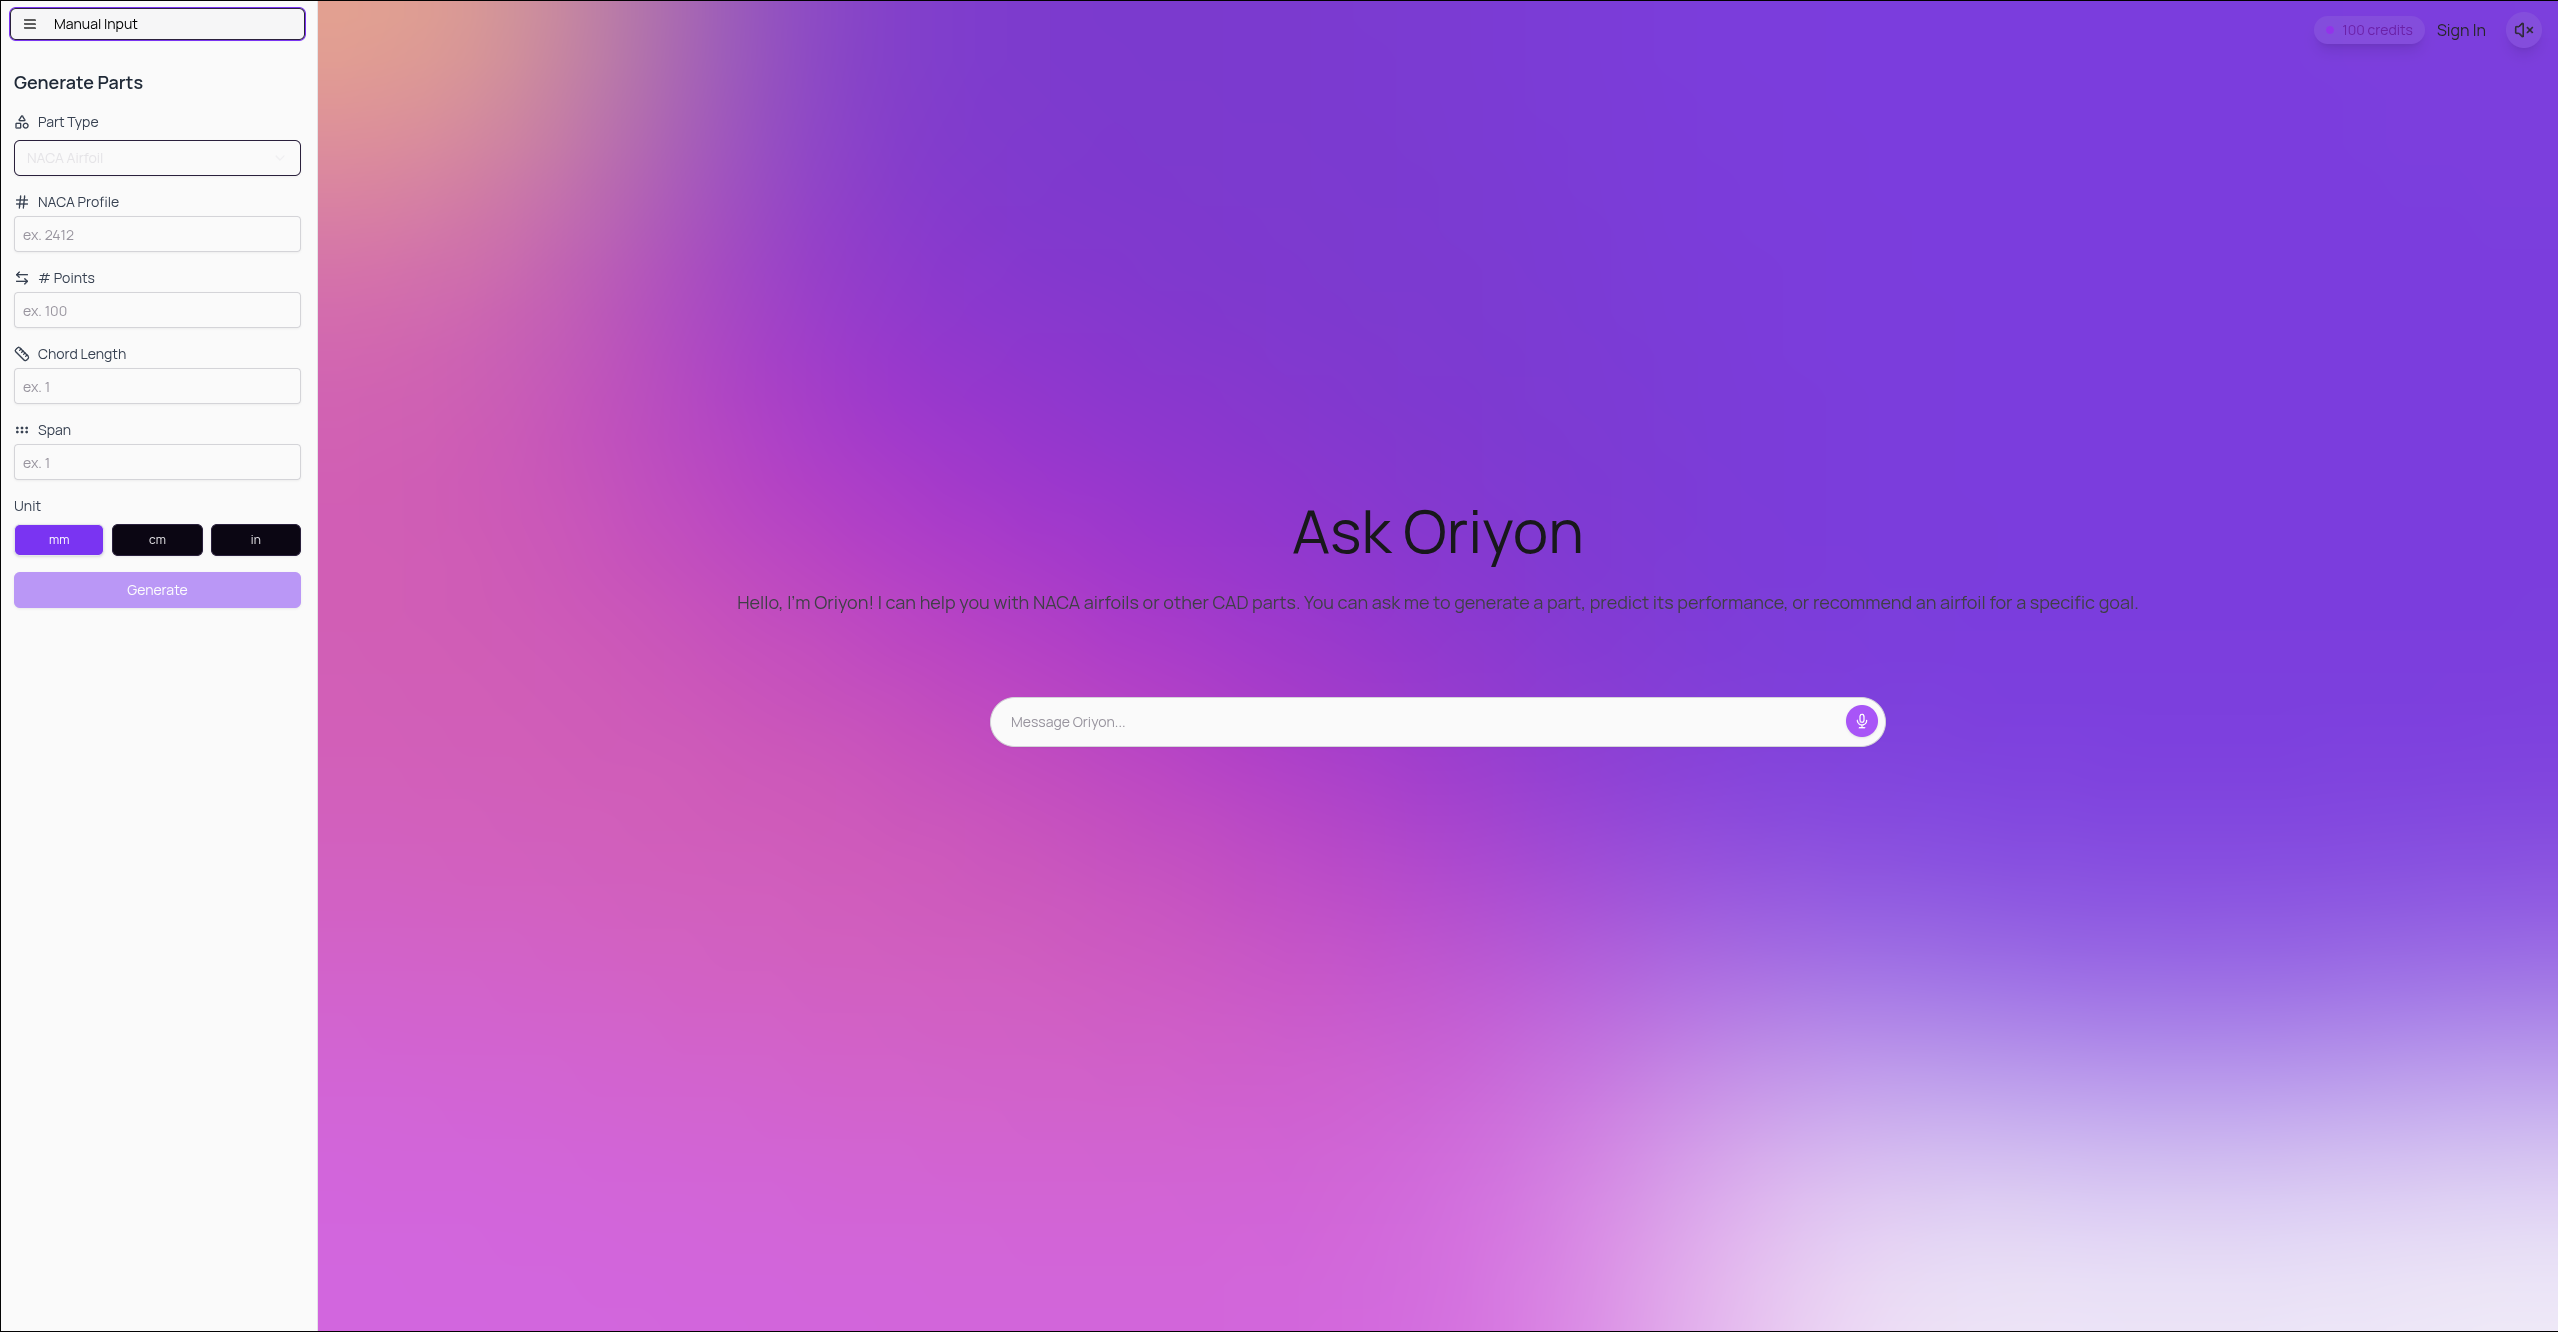 Manual Input
100 credits
Sign In
Generate Parts
Part Type
NACA Airfoil
NACA Profile
ex. 2412
# Points
ex. 100
Chord Length
ex. 1
Span
ex. 1
Unit
mm
cm
in
Generate
Ask Oriyon
Hello, I'm Oriyon! I can help you with NACA airfoils or other CAD parts. You can ask me to generate a part, predict its performance, or recommend an airfoil for a specific goal.
Message Oriyon...